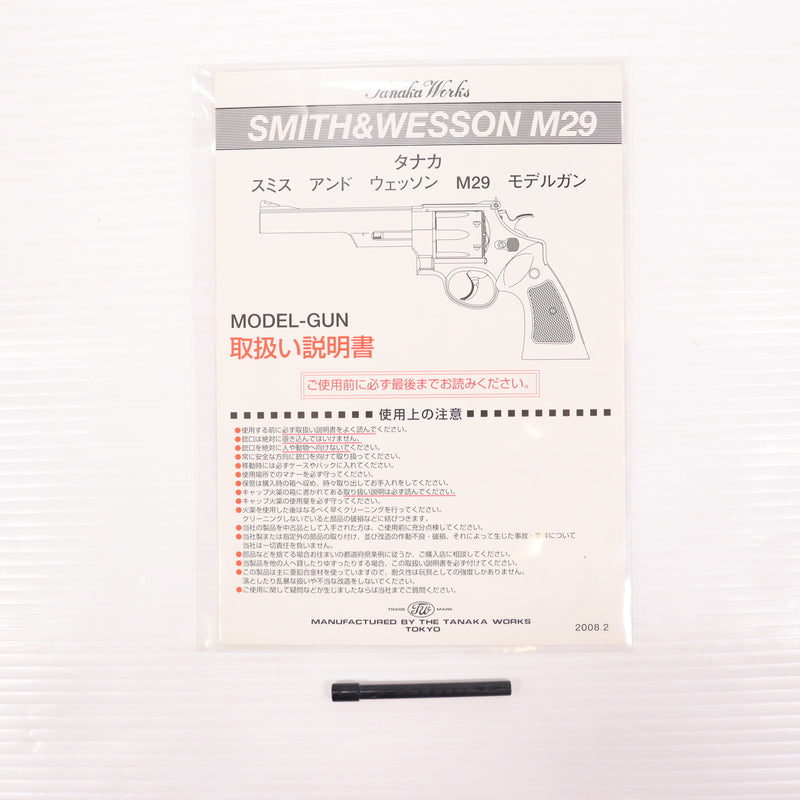 Tanaka Works
SMITH&WESSON M29
タナカ
スミス アンド ウェッソン M29 モデルガン
MODEL-GUN
取扱い説明書
ご使用前に必ず最後までお読みください。
使用上の注意
●使用する前に必ず取扱い説明書をよく読んでください。
●銃口は絶対に覗き込んではいけません。
●銃口を絶対に人や動物へ向けないでください。
●常に安全な方向に銃口を向けて取り扱ってください。
●移動時には必ずケースやバックに入れてください。
●使用場所でのマナーを必ず守ってください。
●保管は購入時の箱へ収め、時々取り出してお手入れをしてください。
●キャップ火薬の箱に書かれてある取り扱い説明は必ず読んでください。
●キャップ火薬の使用量を必ず守ってください。
●火薬を使用した後はなるべく早くクリーニングを行ってください。
クリーニングしないでいると部品の破損などに結びつきます。
●当社の製品を中古品として入手された方は、ご使用前に充分点検してください。
●当社製または指定外の部品の取り付け、並び改造の作動不良・破損、それによって生じた事故・について
当社は一切責任を負いません。
●部品などを捨てる場合お住まいの都道府県条例に従うか、ご購入店に相談してください。
●当製品を他の人へ貸したりゆずったりする場合、この取扱い説明書を必ず付けてください。
●この製品は主に亜鉛合金材を使っていますので、耐久性は玩具としての強度しかありません。
落としたり乱暴な扱いや不当な改造をしないでください。
●ご使用に関して疑問などが生じましたならば当社までご質問ください。
TRADE TW MARK
MANUFACTURED BY THE TANAKA WORKS
TOKYO
2008.2